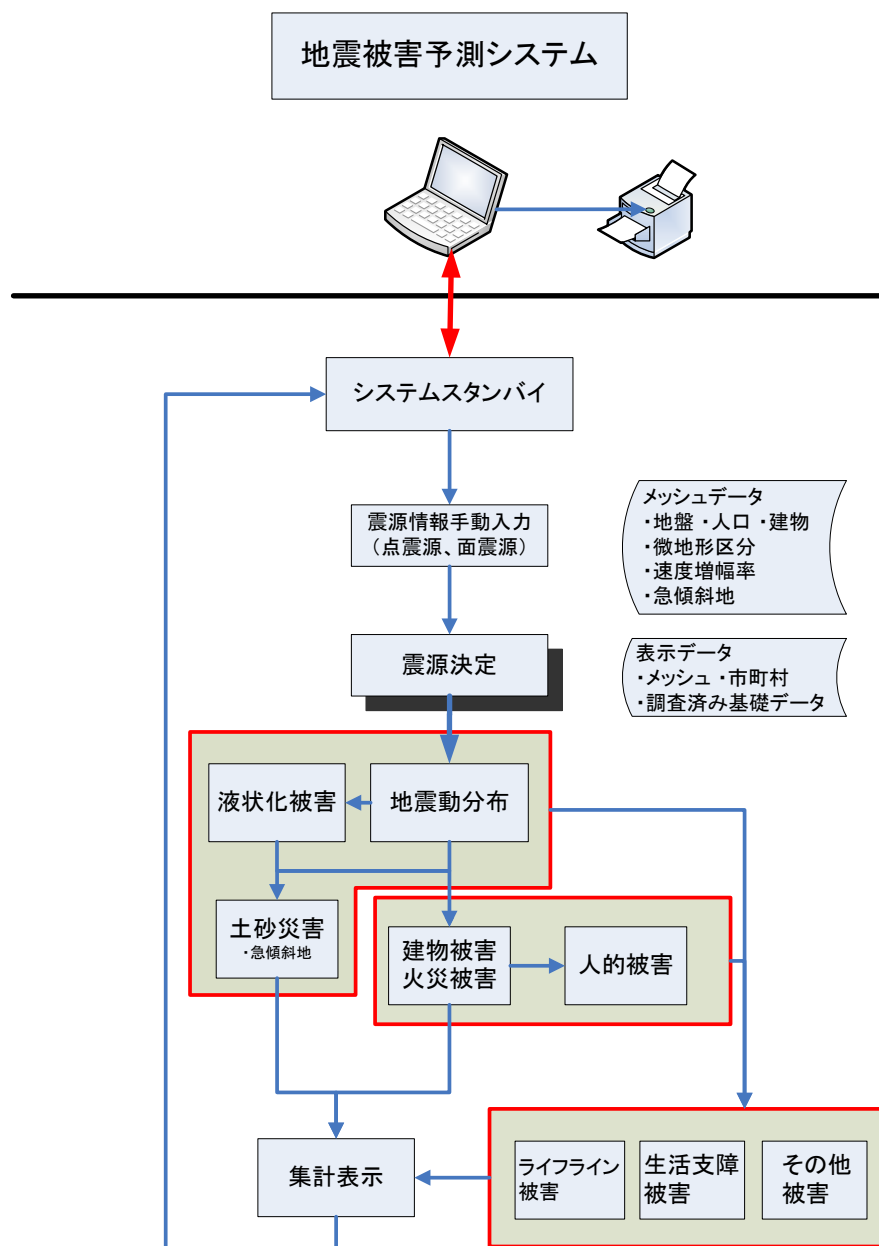 地震被害予測システム
システムスタンバイ
震源情報手動入力
（点震源、面震源）
メッシュデータ
・地盤・人口・建物
・微地形区分
・速度増幅率
・急傾斜地
震源決定
表示データ
・メッシュ・市町村
・調査済み基礎データ
液状化被害
地震動分布
土砂災害
・急傾斜地
建物被害
火災被害
人的被害
集計表示
ライフライン
被害
生活支障
被害
その他
被害